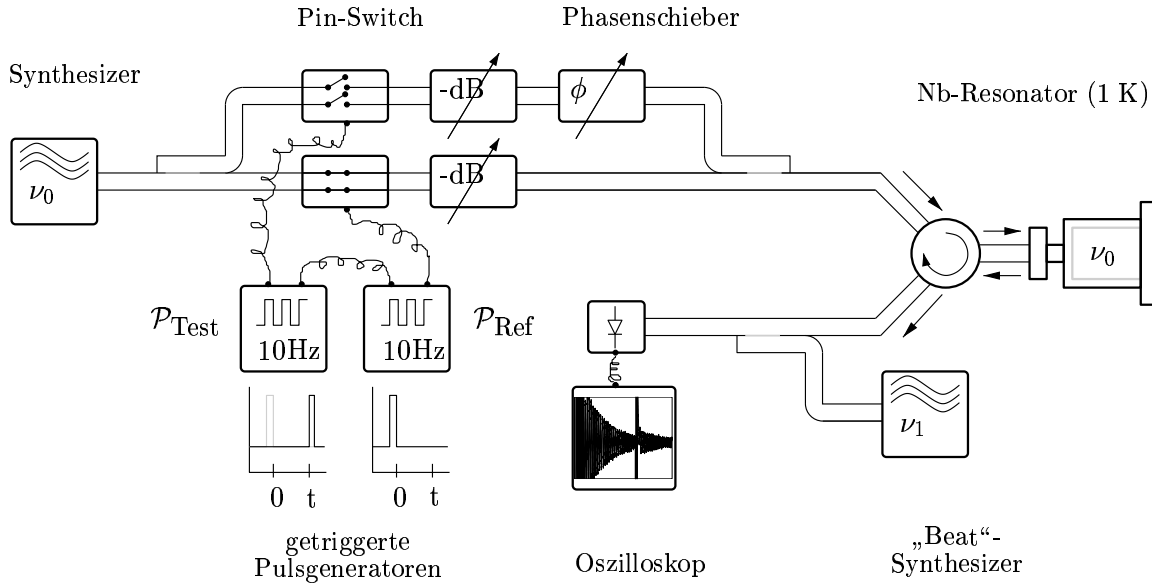 Pin-Switch
Phasenschieber
Synthesizer
Nb-Resonator (1 K)
-dB
ϕ
ν₀
-dB
ν₀
𝒫Test
10Hz
10Hz
𝒫Ref
ν₁
0 t
0 t
getriggerte
Pulsgeneratoren
Oszilloskop
„Beat“-
Synthesizer